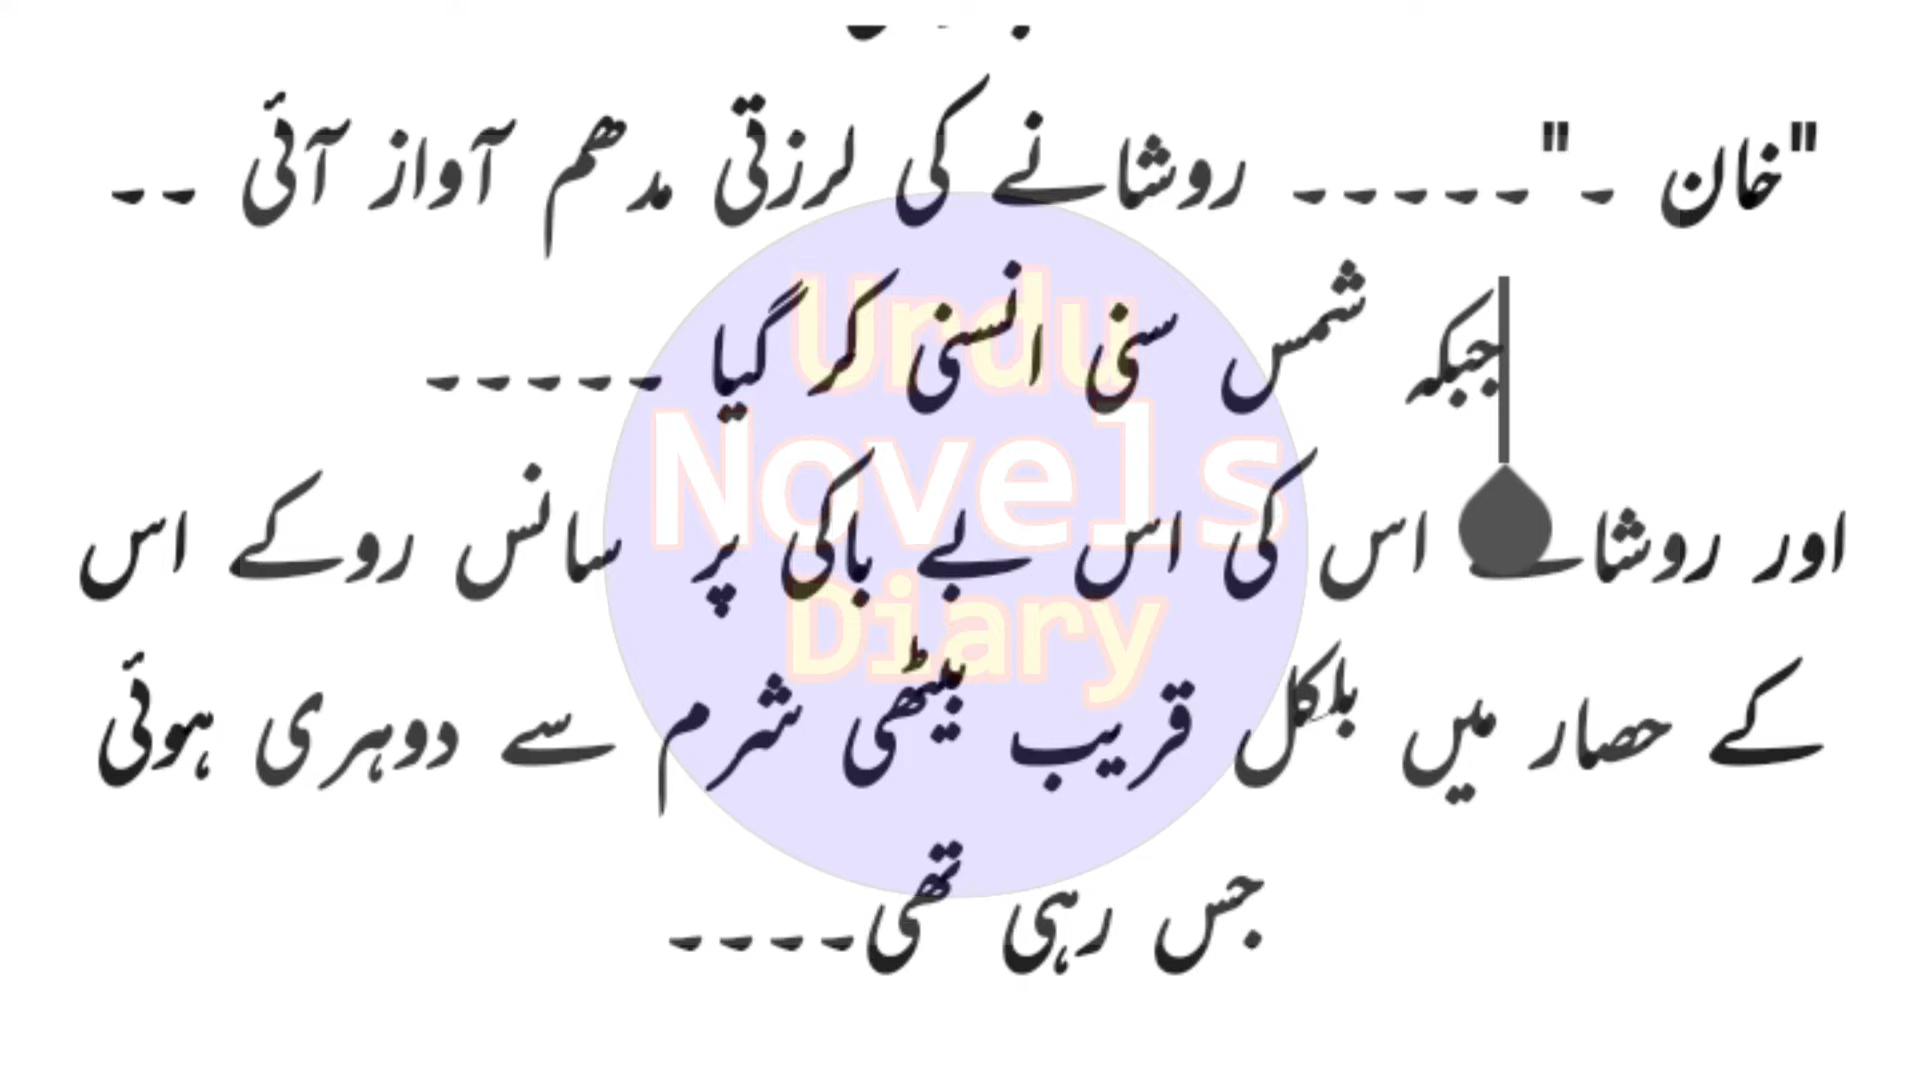 "خان ۔"۔۔۔۔۔ روشانے کی لرزتی مدھم آواز آئی ۔۔
جبکہ شمس سنی انسنی کر گیا ۔۔۔۔۔
اور روشانے اس کی اس بے باکی پر سانس روکے اس
کے حصار میں بلکل قریب بیٹھی شرم سے دوہری ہوئی
جس رہی تھی۔۔۔۔
Urdu
Novels
Diary